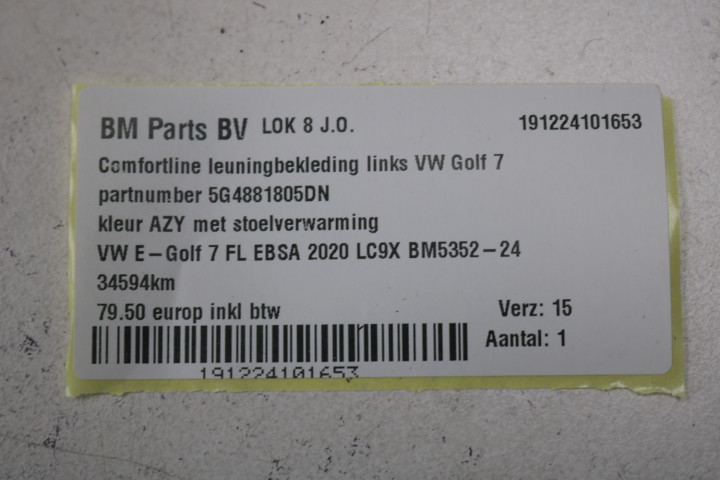 BM Parts BV LOK 8 J.O. 191224101653
Comfortline leuningbekleding links VW Golf 7
partnumber 5G4881805DN
kleur AZY met stoelverwarming
VW E-Golf 7 FL EBSA 2020 LC9X BM5352-24
34594km
79.50 europ inkl btw Verz: 15
Aantal: 1
191224101653